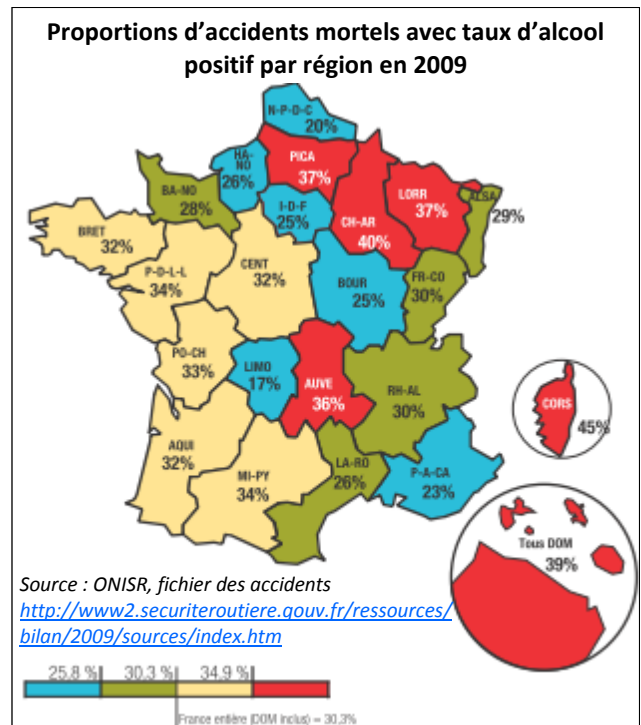 Proportions d’accidents mortels avec taux d’alcool
positif par région en 2009
N-P-D-C
20%
HA-
NO
26%
PICA
37%
BA-NO
28%
I-D-F
25%
CH-AR
40%
LORR
37%
ALSA
29%
BRET
32%
P-D-L-L
34%
CENT
32%
BOUR
25%
FR-CO
30%
PO-CH
33%
LIMO
17%
AUVE
36%
RH-AL
30%
CORS
45%
AQUI
32%
MI-PY
34%
LA-RO
26%
P-A-CA
23%
Tous DOM
39%
Source : ONISR, fichier des accidents
http://www2.securiteroutiere.gouv.fr/ressources/
bilan/2009/sources/index.htm
25.8 % 30.3 % 34.9 %
France entière (DOM inclus) = 30,3%